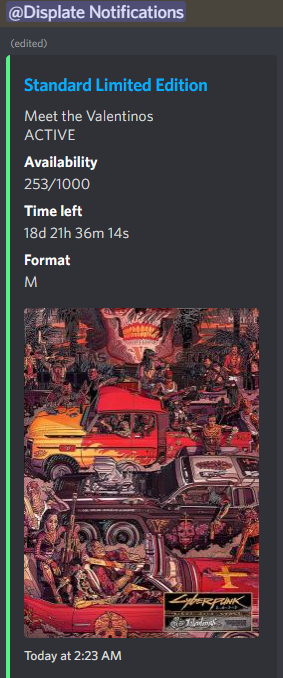 @Displate Notifications
(edited)
Standard Limited Edition
Meet the Valentinos
ACTIVE
Availability
253/1000
Time left
18d 21h 36m 14s
Format
M
CYBERPUNK
Valentinos
Today at 2:23 AM